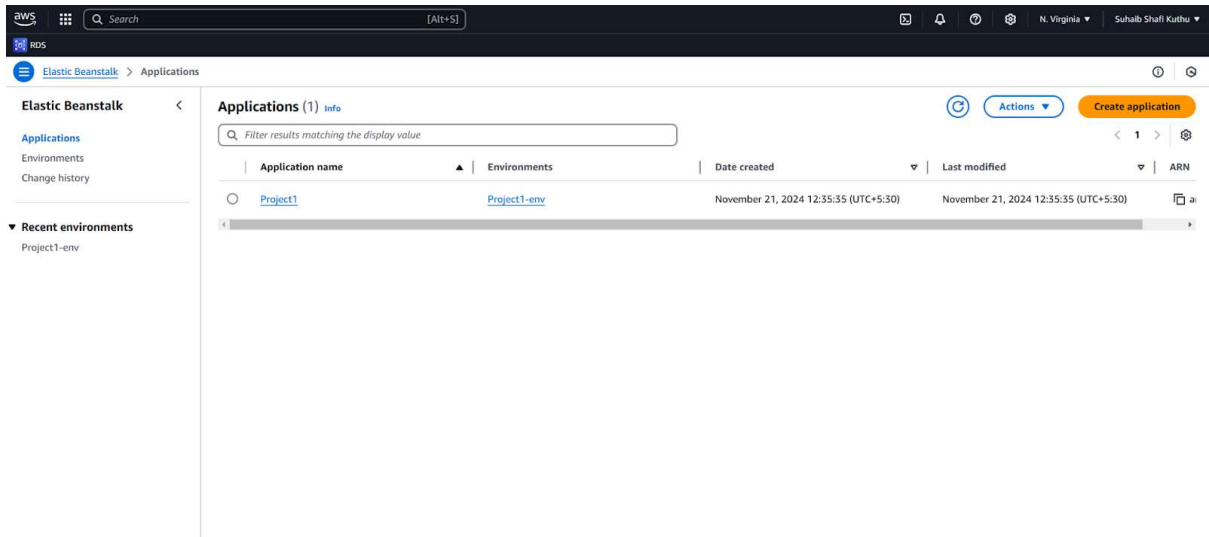 aws Search [Alt+S] N. Virginia Suhaib Shafi Kuthu
RDS
Elastic Beanstalk > Applications
Elastic Beanstalk
Applications
Environments
Change history
Recent environments
Project1-env
Applications (1) Info
Actions
Create application
Filter results matching the display value
1
Application name Environments Date created Last modified ARN
Project1 Project1-env November 21, 2024 12:35:35 (UTC+5:30) November 21, 2024 12:35:35 (UTC+5:30)